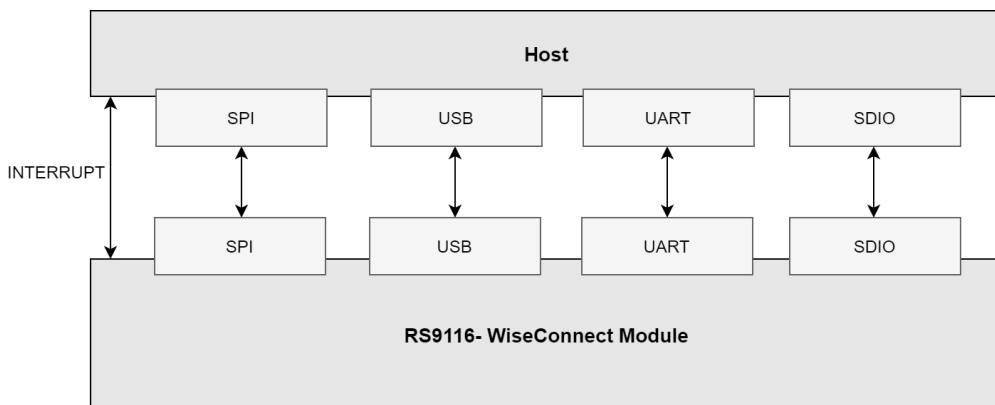 Host
SPI
USB
UART
SDIO
INTERRUPT
SPI
USB
UART
SDIO
RS9116- WiseConnect Module